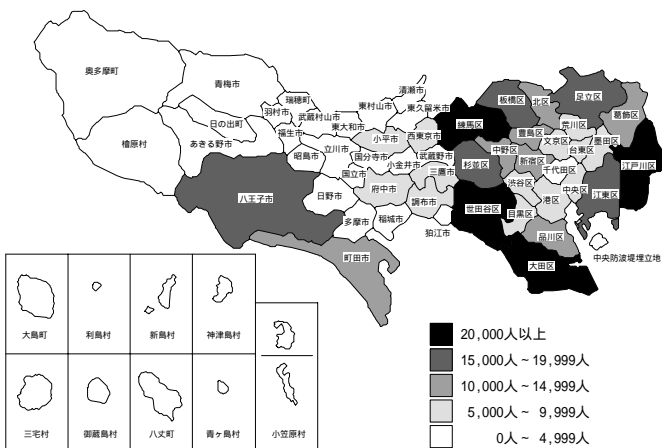 奥多摩町
青梅市
瑞穂町
羽村市
武蔵村山市
東村山市
清瀬市
東久留米市
日の出町
福生市
東大和市
小平市
西東京市
檜原村
あきる野市
昭島市
立川市
国分寺市
小金井市
武蔵野市
三鷹市
国立市
府中市
調布市
八王子市
日野市
多摩市
稲城市
狛江市
町田市
練馬区
板橋区
北区
足立区
葛飾区
豊島区
荒川区
文京区
墨田区
台東区
中野区
新宿区
千代田区
江戸川区
杉並区
渋谷区
中央区
江東区
港区
世田谷区
目黒区
品川区
大田区
中央防波堤埋立地
大島町
利島村
新島村
神津島村
三宅村
御蔵島村
八丈町
青ヶ島村
小笠原村
20,000人以上
15,000人~19,999人
10,000人~14,999人
5,000人~ 9,999人
0人~ 4,999人